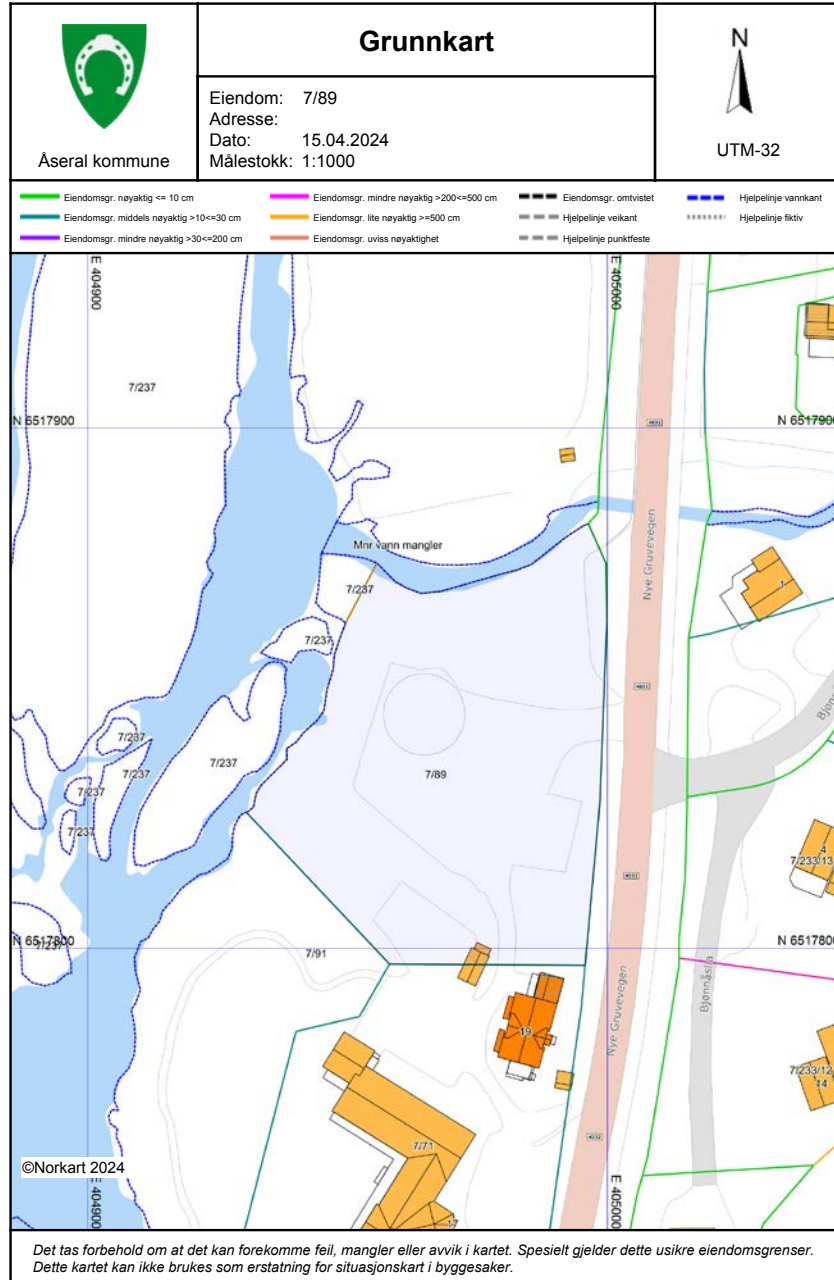 Grunnkart
Åseral kommune
Eiendom: 7/89
Adresse:
Dato: 15.04.2024
Målestokk: 1:1000
N
UTM-32
Eiendomsgr. nøyaktig <= 10 cm
Eiendomsgr. middels nøyaktig >10<=30 cm
Eiendomsgr. mindre nøyaktig >30<=200 cm
Eiendomsgr. mindre nøyaktig >200<=500 cm
Eiendomsgr. lite nøyaktig >=500 cm
Eiendomsgr. uviss nøyaktighet
Eiendomsgr. omtvistet
Hjelpelinje veikant
Hjelpelinje punktfeste
Hjelpelinje vannkant
Hjelpelinje fiktiv
E 404900
E 405000
7/237
N 6517900
N 6517900
Nye Gruvevegen
Mnr vann mangler
7/237
1
7/237
7/237
7/237
7/237
7/237
7/237
7/89
4
7/233/13
7/237
N 6517800
N 6517800
7/91
Bjønnåslia
Nye Gruvevegen
19
7/233/12
14
7/71
17
©Norkart 2024
E 404900
E 405000
Det tas forbehold om at det kan forekomme feil, mangler eller avvik i kartet. Spesielt gjelder dette usikre eiendomsgrenser.
Dette kartet kan ikke brukes som erstatning for situasjonskart i byggesaker.